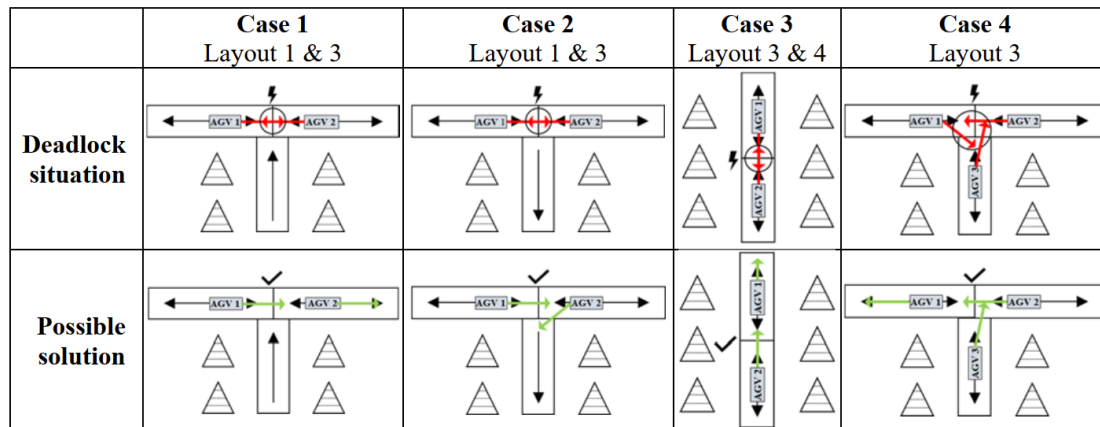 Case 1
Layout 1 & 3
Case 2
Layout 1 & 3
Case 3
Layout 3 & 4
Case 4
Layout 3
Deadlock
situation
AGV 1
AGV 2
AGV 1
AGV 2
AGV 1
AGV 2
AGV 1
AGV 2
AGV 3
Possible
solution
AGV 1
AGV 2
AGV 1
AGV 2
AGV 1
AGV 2
AGV 1
AGV 2
AGV 3